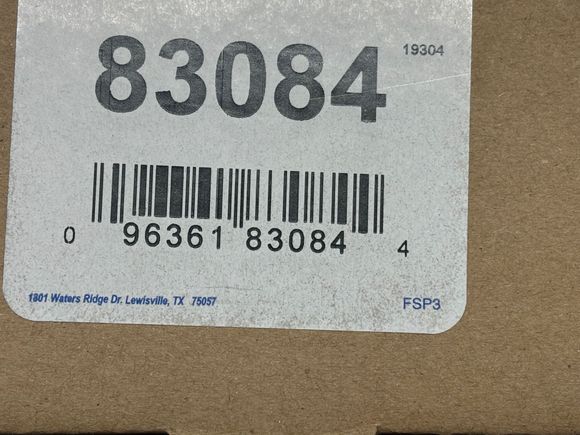 83084
19304
0 96361 83084 4
1801 Waters Ridge Dr. Lewisville, TX 75057
FSP3